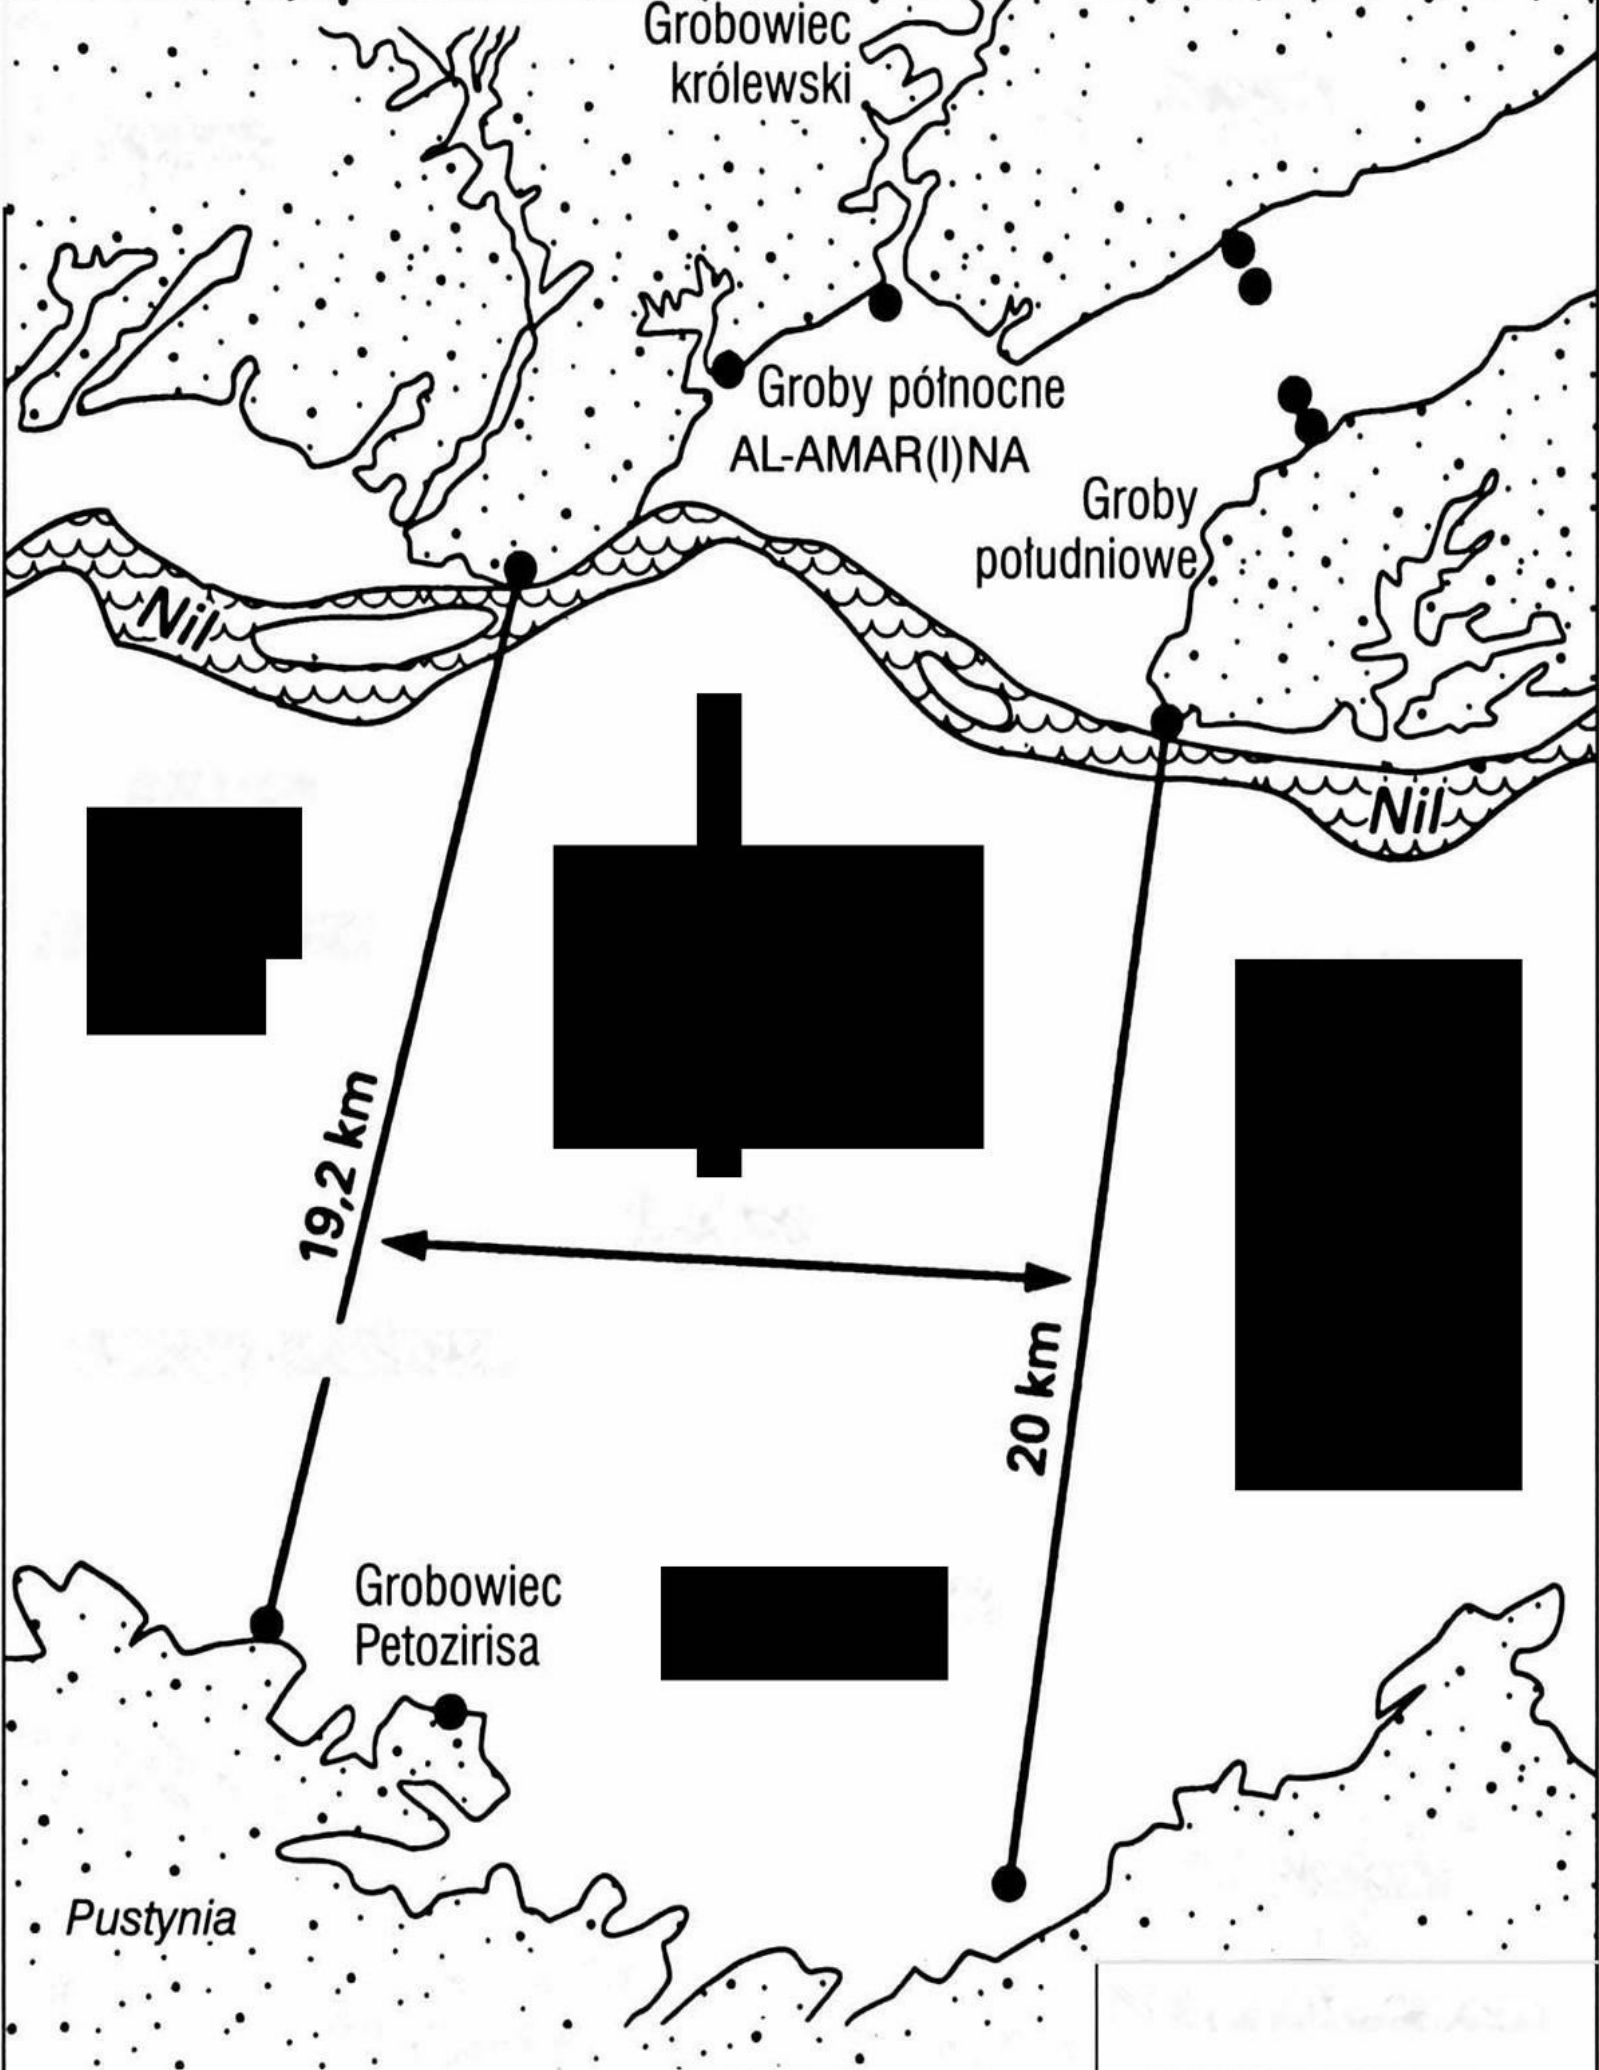 Grobowiec
królewski
Groby północne
AL-AMAR(I)NA
Groby
południowe
Nil
Nil
19,2 km
20 km
Grobowiec
Petozirisa
Pustynia